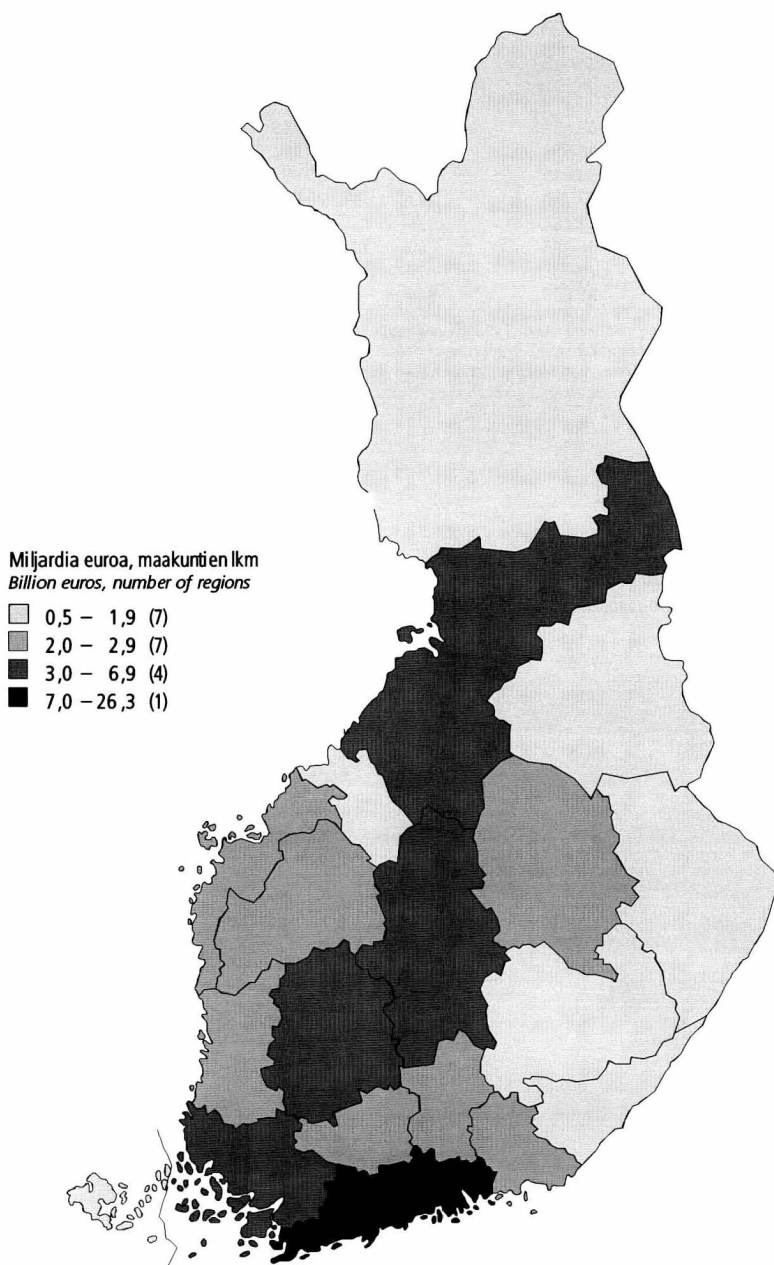 Miljardia euroa, maakuntien lkm
Billion euros, number of regions
0,5 – 1,9 (7)
2,0 – 2,9 (7)
3,0 – 6,9 (4)
7,0 – 26,3 (1)